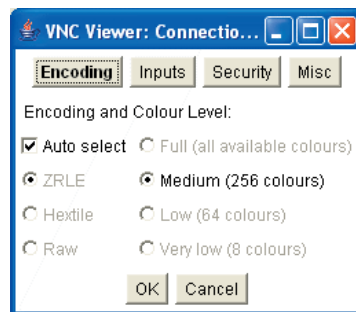 VNC Viewer: Connectio...
Encoding Inputs Security Misc
Encoding and Colour Level:
Auto select Full (all available colours)
ZRLE Medium (256 colours)
Hextile Low (64 colours)
Raw Very low (8 colours)
OK Cancel